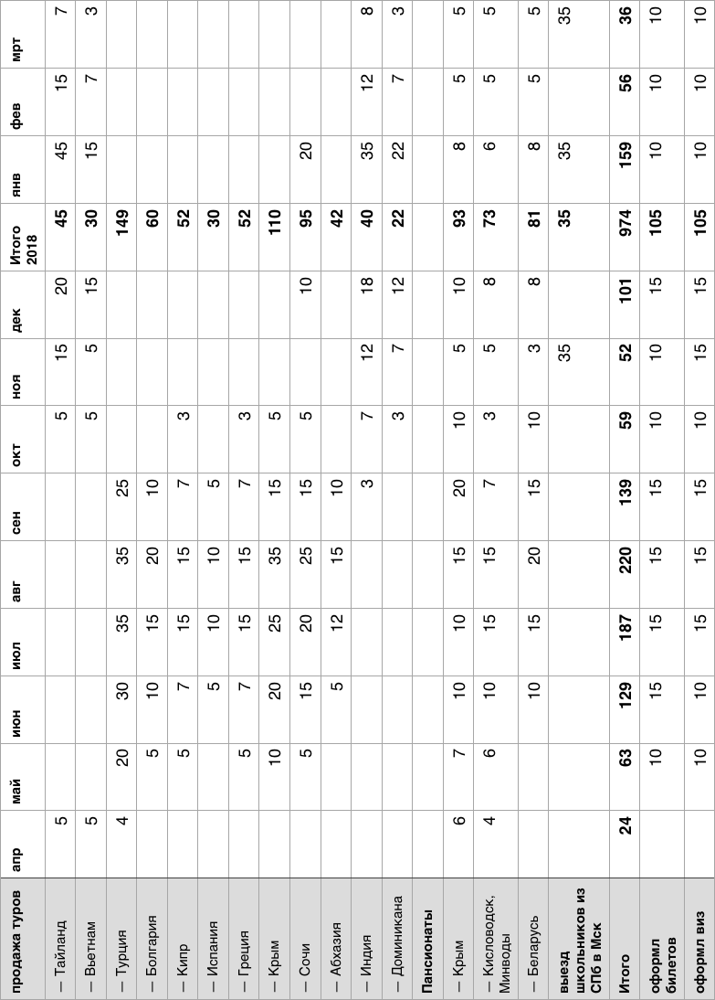 продажа туров апр май июн июл авг сен окт ноя дек Итого 2018 янв фев мрт
— Тайланд 5 5 15 20 45 45 15 7
— Вьетнам 5 5 5 15 30 15 7 3
— Турция 4 20 30 35 35 25 149
— Болгария 5 10 15 20 10 60
— Кипр 5 7 15 15 7 3 52
— Испания 5 10 10 5 30
— Греция 5 7 15 15 7 3 52
— Крым 10 20 25 35 15 5 110
— Сочи 5 15 20 25 15 5 10 95 20
— Абхазия 5 12 15 10 42
— Индия 3 7 12 18 40 35 12 8
— Доминикана 3 7 12 22 22 7 3
Пансионаты
— Крым 6 7 10 10 15 20 10 5 10 93 8 5 5
— Кисловодск, Минводы 4 6 10 15 15 7 3 5 8 73 6 5 5
— Беларусь 10 15 20 15 10 3 8 81 8 5 5
выезд школьников из СПб в Мск 35 35 35 35
Итого 24 63 129 187 220 139 59 52 101 974 159 56 36
оформл билетов 10 15 15 15 15 10 10 15 105 10 10 10
оформл виз 10 10 15 15 15 10 15 15 105 10 10 10